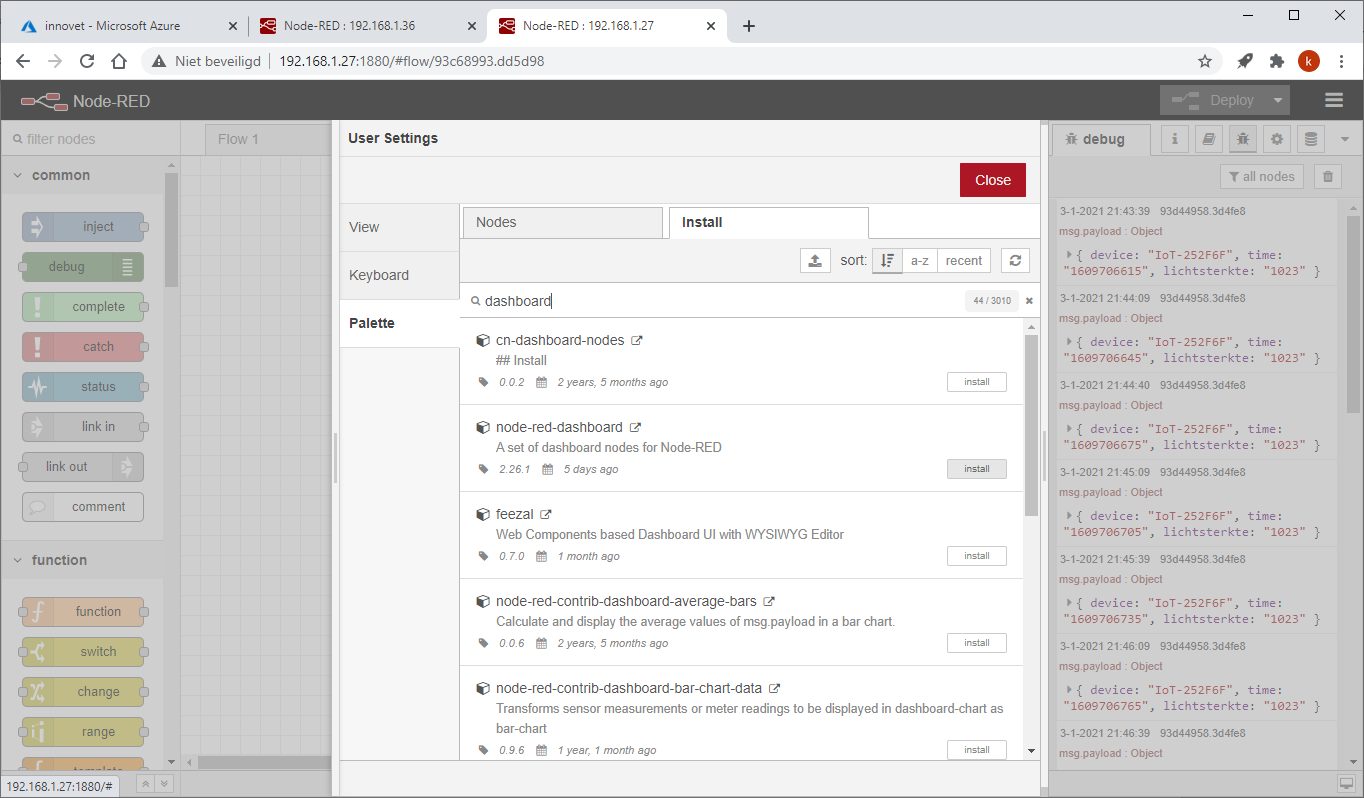 innovet - Microsoft Azure
Node-RED : 192.168.1.36
Node-RED : 192.168.1.27
Niet beveiligd
192.168.1.27:1880/#flow/93c68993.dd5d98
k
Node-RED
Deploy
filter nodes
common
inject
debug
complete
catch
status
link in
link out
comment
function
function
switch
change
range
template
Flow 1
User Settings
Close
View
Keyboard
Palette
Nodes
Install
sort:
a-z
recent
dashboard
44 / 3010
cn-dashboard-nodes
## Install
0.0.2 2 years, 5 months ago
install
node-red-dashboard
A set of dashboard nodes for Node-RED
2.26.1 5 days ago
install
feezal
Web Components based Dashboard UI with WYSIWYG Editor
0.7.0 1 month ago
install
node-red-contrib-dashboard-average-bars
Calculate and display the average values of msg.payload in a bar chart.
0.0.6 2 years, 5 months ago
install
node-red-contrib-dashboard-bar-chart-data
Transforms sensor measurements or meter readings to be displayed in dashboard-chart as
bar-chart
0.9.6 1 year, 1 month ago
install
debug
i
all nodes
3-1-2021 21:43:39 93d44958.3d4fe8
msg.payload : Object
{ device: "IoT-252F6F", time:
"1609706615", lichtsterkte: "1023" }
3-1-2021 21:44:09 93d44958.3d4fe8
msg.payload : Object
{ device: "IoT-252F6F", time:
"1609706645", lichtsterkte: "1023" }
3-1-2021 21:44:40 93d44958.3d4fe8
msg.payload : Object
{ device: "IoT-252F6F", time:
"1609706675", lichtsterkte: "1023" }
3-1-2021 21:45:09 93d44958.3d4fe8
msg.payload : Object
{ device: "IoT-252F6F", time:
"1609706705", lichtsterkte: "1023" }
3-1-2021 21:45:39 93d44958.3d4fe8
msg.payload : Object
{ device: "IoT-252F6F", time:
"1609706735", lichtsterkte: "1023" }
3-1-2021 21:46:09 93d44958.3d4fe8
msg.payload : Object
{ device: "IoT-252F6F", time:
"1609706765", lichtsterkte: "1023" }
3-1-2021 21:46:39 93d44958.3d4fe8
msg.payload : Object
192.168.1.27:1880/#